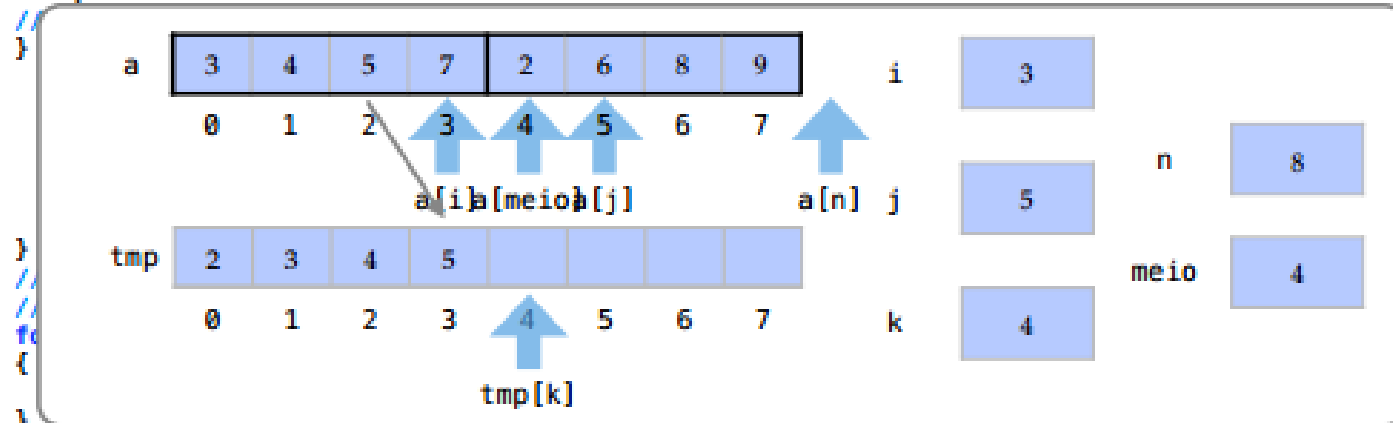 //
}
a 3 4 5 7 2 6 8 9
0 1 2 3 4 5 6 7
a[i] a[meio] a[j] a[n]
i 3
n 8
j 5
}
tmp 2 3 4 5
meio 4
//
//
0 1 2 3 4 5 6 7
k 4
fo
{
tmp[k]
}